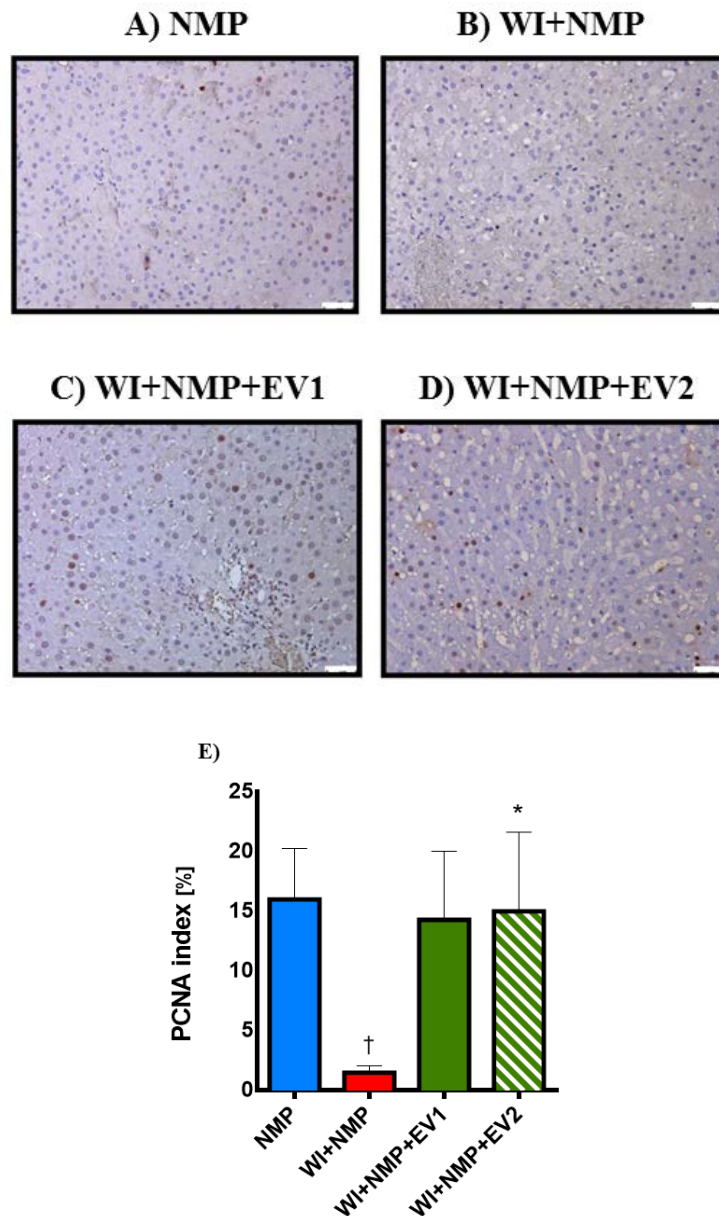 A) NMP
B) WI+NMP
C) WI+NMP+EV1
D) WI+NMP+EV2
E)
PCNA index [%]
25
20
15
10
5
0
†
*
NMP
WI+NMP
WI+NMP+EV1
WI+NMP+EV2